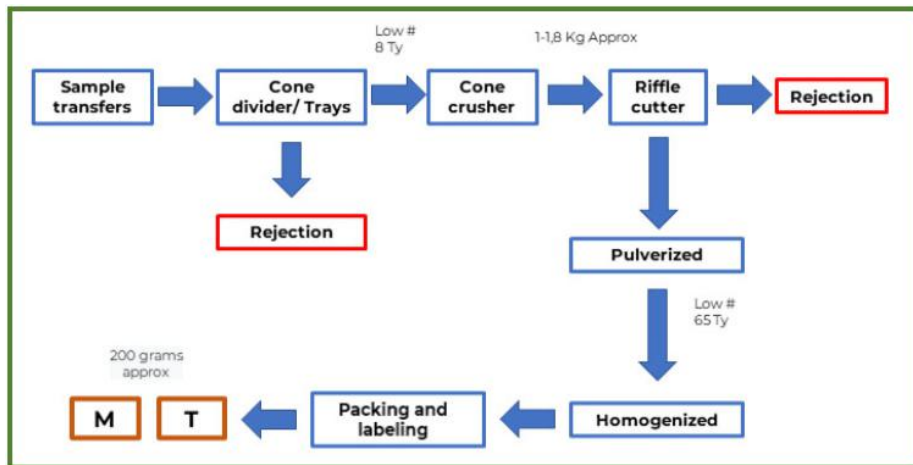 Low #
8 Ty
1-1,8 Kg Approx
Sample
transfers
Cone
divider/ Trays
Cone
crusher
Riffle
cutter
Rejection
Rejection
Pulverized
Low #
65 Ty
200 grams
approx
M
T
Packing and
labeling
Homogenized